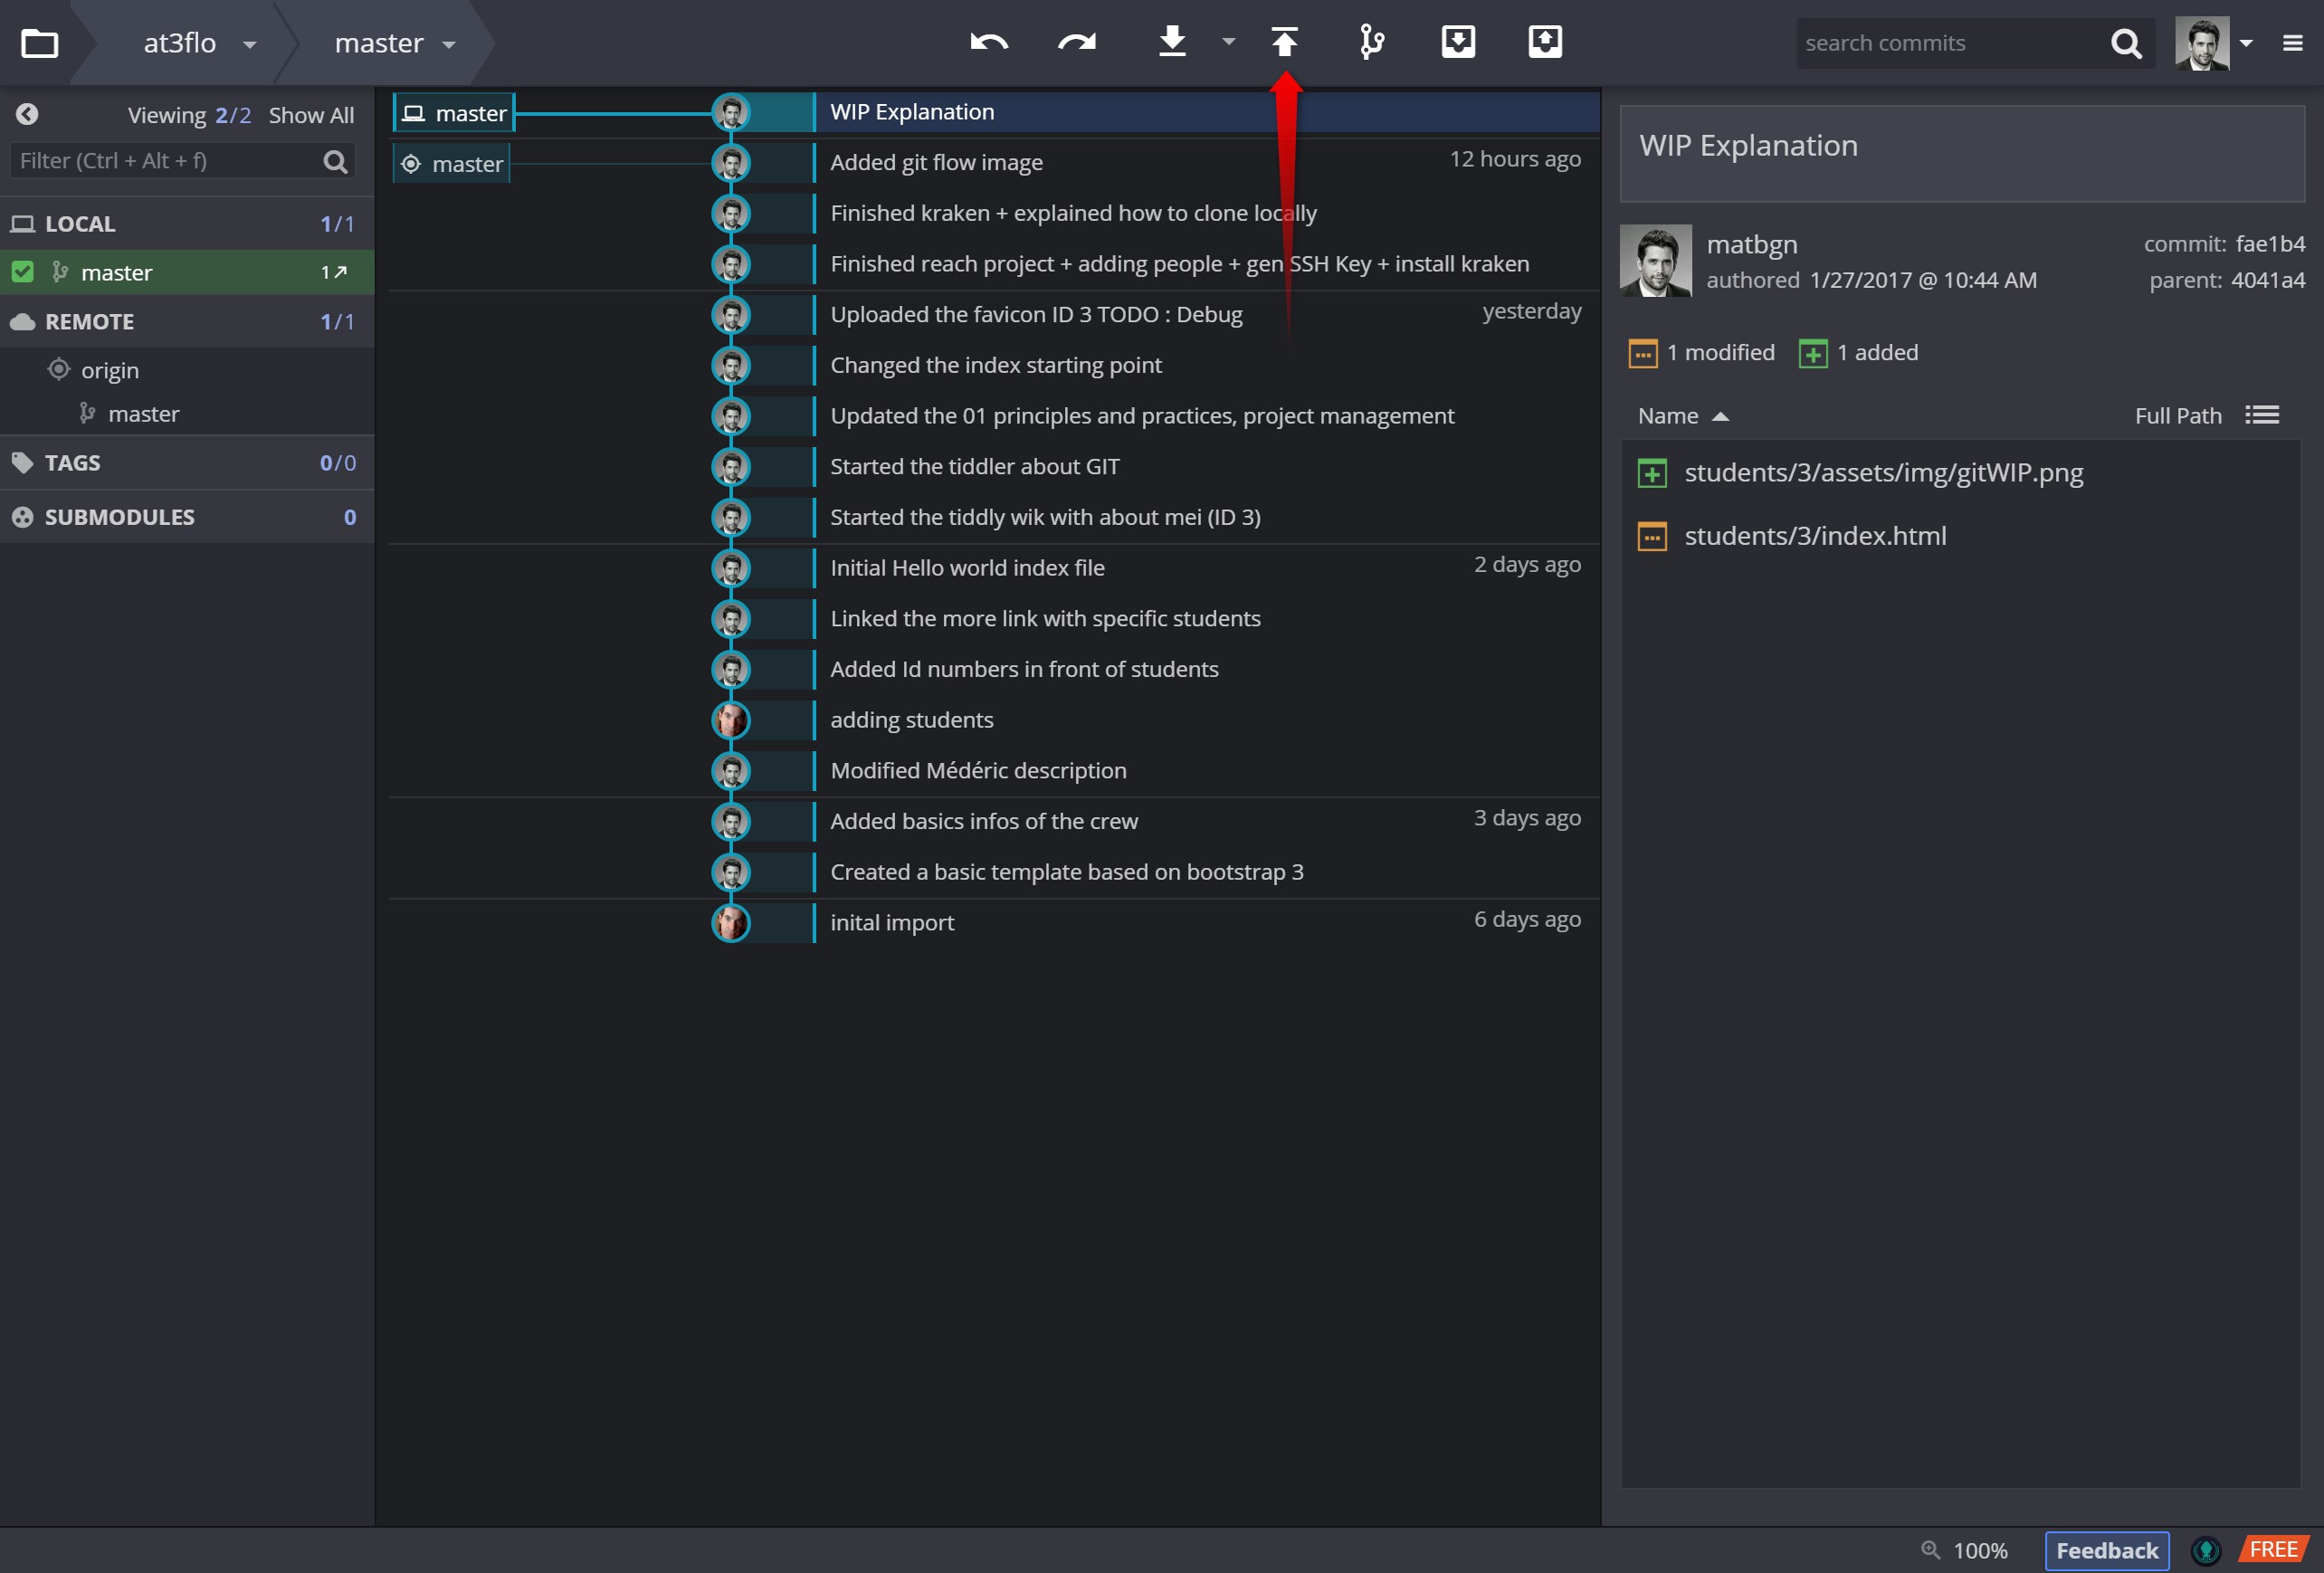 at3flo master
search commits
Viewing 2/2 Show All
Filter (Ctrl + Alt + f)
LOCAL 1/1
master 1
REMOTE 1/1
origin
master
TAGS 0/0
SUBMODULES 0
master WIP Explanation
master Added git flow image 12 hours ago
Finished kraken + explained how to clone locally
Finished reach project + adding people + gen SSH Key + install kraken
Uploaded the favicon ID 3 TODO : Debug yesterday
Changed the index starting point
Updated the 01 principles and practices, project management
Started the tiddler about GIT
Started the tiddly wik with about mei (ID 3)
Initial Hello world index file 2 days ago
Linked the more link with specific students
Added Id numbers in front of students
adding students
Modified Médéric description
Added basics infos of the crew 3 days ago
Created a basic template based on bootstrap 3
inital import 6 days ago
WIP Explanation
matbgn commit: fae1b4
authored 1/27/2017 @ 10:44 AM parent: 4041a4
1 modified 1 added
Name Full Path
students/3/assets/img/gitWIP.png
students/3/index.html
100% Feedback FREE